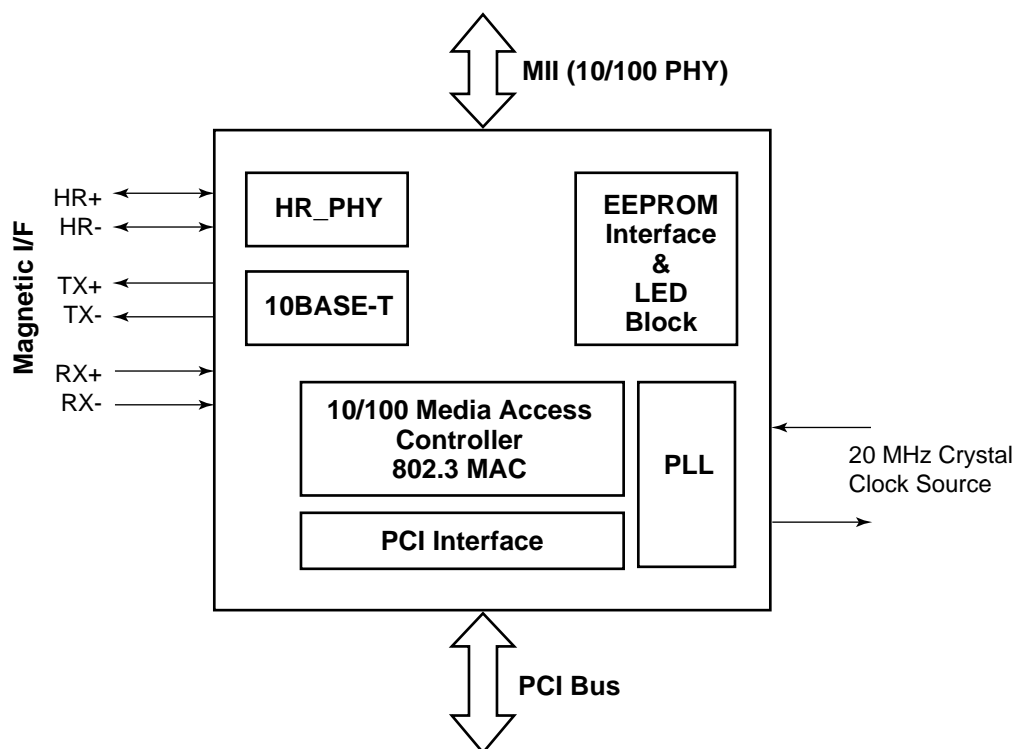 MII (10/100 PHY)
Magnetic I/F
HR+
HR-
TX+
TX-
RX+
RX-
HR_PHY
10BASE-T
EEPROM
Interface
&
LED
Block
10/100 Media Access
Controller
802.3 MAC
PLL
PCI Interface
20 MHz Crystal
Clock Source
PCI Bus